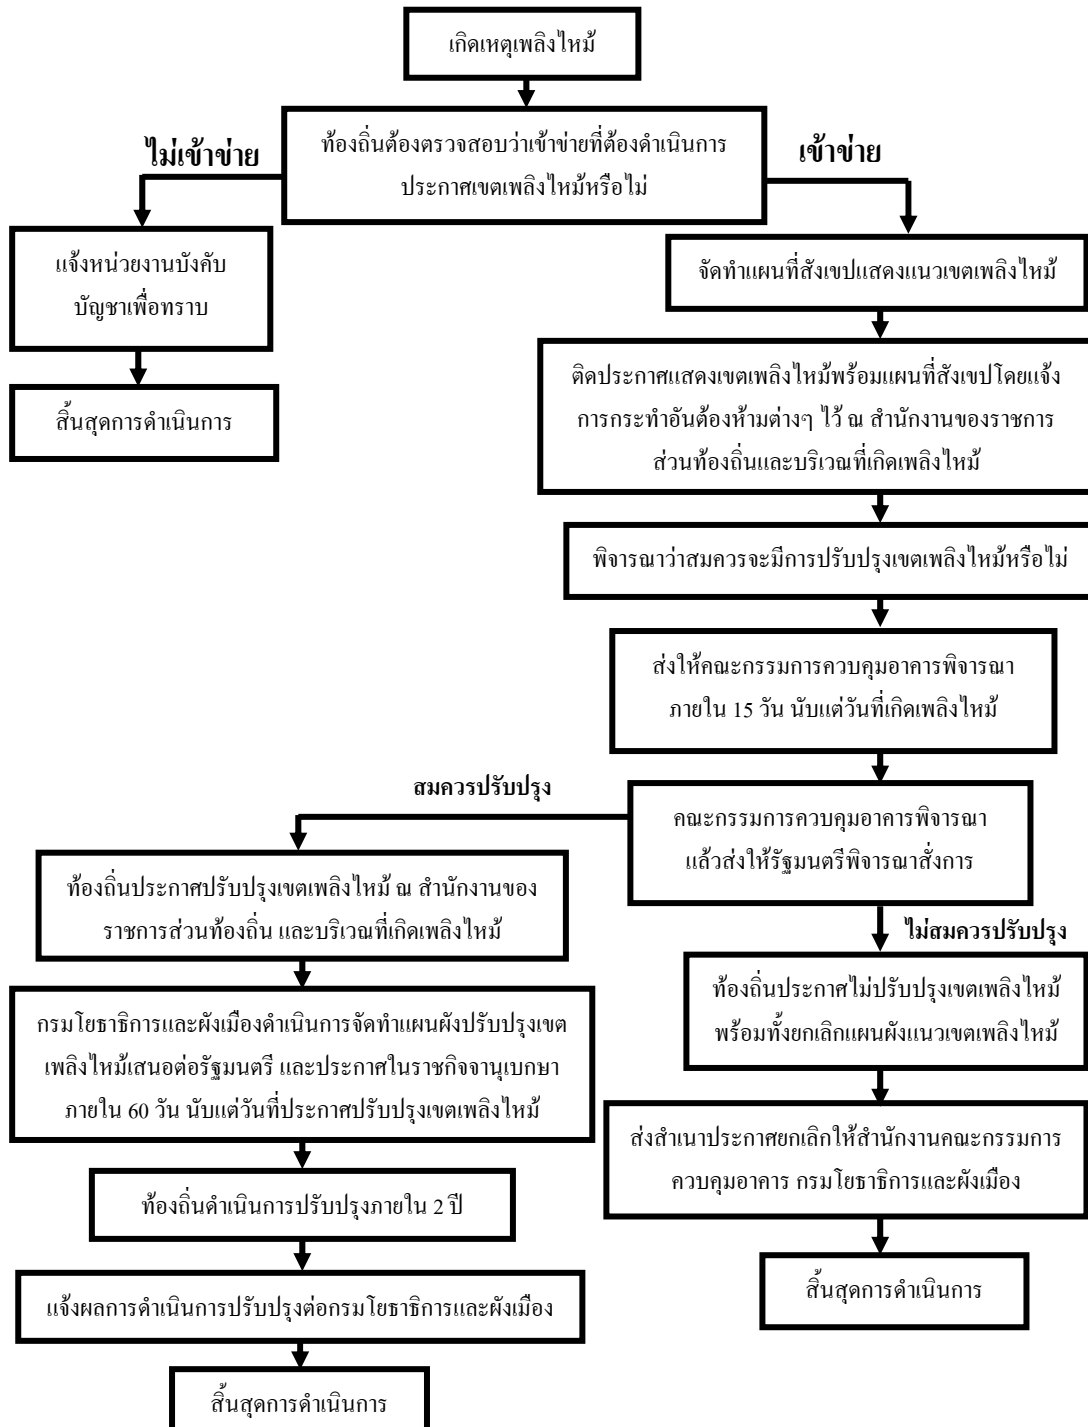 เกิดเหตุเพลิงไหม้
ท้องถิ่นต้องตรวจสอบว่าเข้าข่ายที่ต้องดำเนินการ
ประกาศเขตเพลิงไหม้หรือไม่
ไม่เข้าข่าย
เข้าข่าย
แจ้งหน่วยงานบังคับ
บัญชาเพื่อทราบ
สิ้นสุดการดำเนินการ
จัดทำแผนที่สังเขปแสดงแนวเขตเพลิงไหม้
ติดประกาศแสดงเขตเพลิงไหม้พร้อมแผนที่สังเขปโดยแจ้ง
การกระทำอันต้องห้ามต่างๆ ไว้ ณ สำนักงานของราชการ
ส่วนท้องถิ่นและบริเวณที่เกิดเพลิงไหม้
พิจารณาว่าสมควรจะมีการปรับปรุงเขตเพลิงไหม้หรือไม่
ส่งให้คณะกรรมการควบคุมอาคารพิจารณา
ภายใน 15 วัน นับแต่วันที่เกิดเพลิงไหม้
คณะกรรมการควบคุมอาคารพิจารณา
แล้วส่งให้รัฐมนตรีพิจารณาสั่งการ
สมควรปรับปรุง
ท้องถิ่นประกาศปรับปรุงเขตเพลิงไหม้ ณ สำนักงานของ
ราชการส่วนท้องถิ่น และบริเวณที่เกิดเพลิงไหม้
กรมโยธาธิการและผังเมืองดำเนินการจัดทำแผนผังปรับปรุงเขต
เพลิงไหม้เสนอต่อรัฐมนตรี และประกาศในราชกิจจานุเบกษา
ภายใน 60 วัน นับแต่วันที่ประกาศปรับปรุงเขตเพลิงไหม้
ท้องถิ่นดำเนินการปรับปรุงภายใน 2 ปี
แจ้งผลการดำเนินการปรับปรุงต่อกรมโยธาธิการและผังเมือง
สิ้นสุดการดำเนินการ
ไม่สมควรปรับปรุง
ท้องถิ่นประกาศไม่ปรับปรุงเขตเพลิงไหม้
พร้อมทั้งยกเลิกแผนผังแนวเขตเพลิงไหม้
ส่งสำเนาประกาศยกเลิกให้สำนักงานคณะกรรมการ
ควบคุมอาคาร กรมโยธาธิการและผังเมือง
สิ้นสุดการดำเนินการ